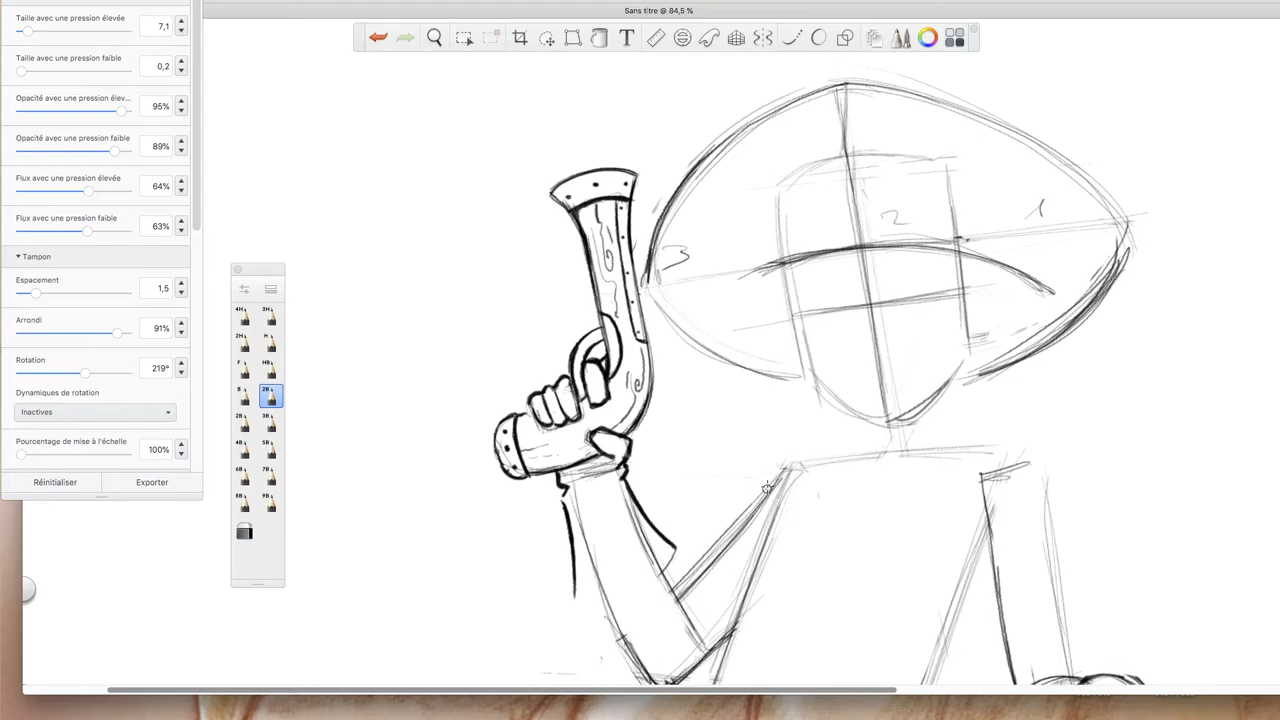 Sans titre @ 84,5 %
Taille avec une pression élevée
7,1
Taille avec une pression faible
0,2
Opacité avec une pression élev...
95%
Opacité avec une pression faible
89%
Flux avec une pression élevée
64%
Flux avec une pression faible
63%
Tampon
Espacement
1,5
Arrondi
91%
Rotation
219°
Dynamiques de rotation
Inactives
Pourcentage de mise à l'échelle
100%
Réinitialiser Exporter
4H 3H
2H H
F HB
B 2B
2B 3B
4B 5B
6B 7B
8B 9B
T
1
2
3